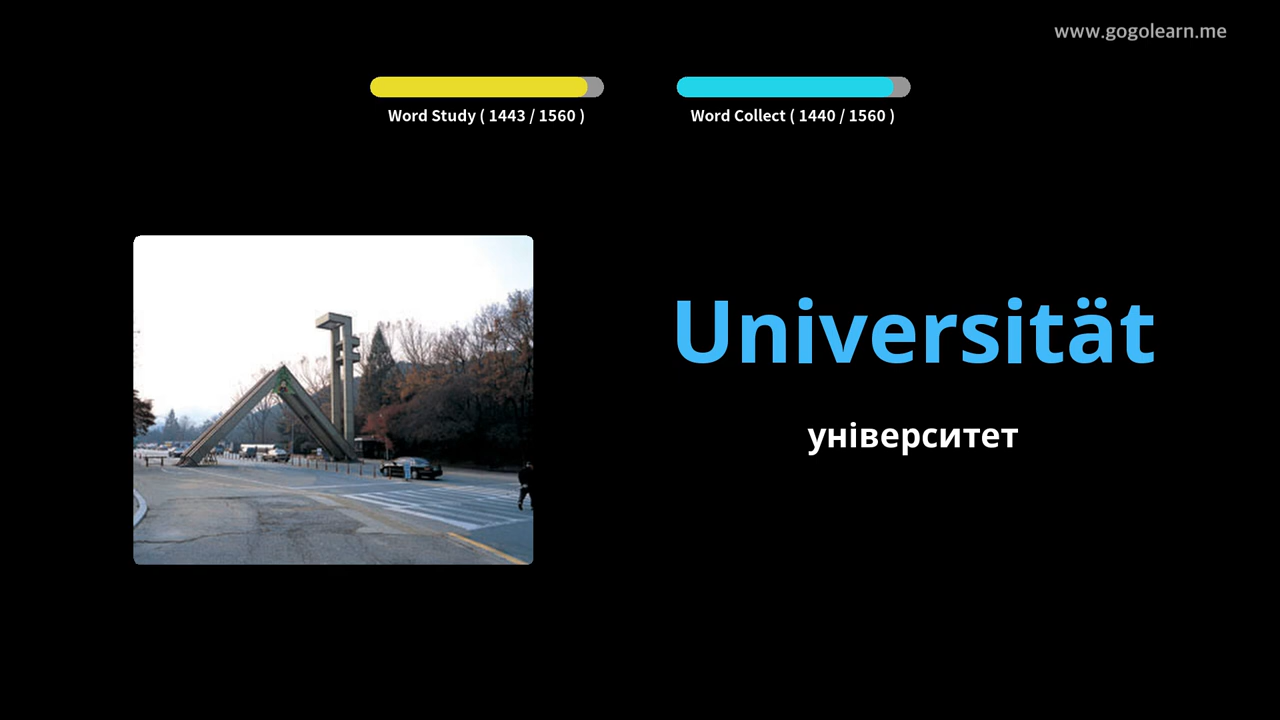 www.gogolearn.me
Word Study ( 1443 / 1560 )
Word Collect ( 1440 / 1560 )
Universität
університет